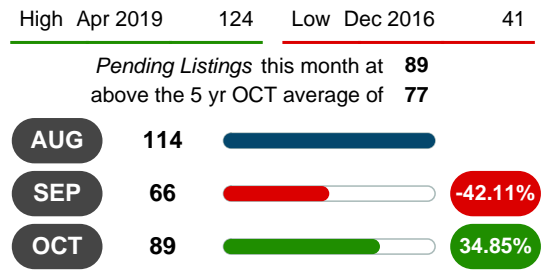 High Apr 2019 124 Low Dec 2016 41
Pending Listings this month at 89
above the 5 yr OCT average of 77
AUG 114
SEP 66 -42.11%
OCT 89 34.85%